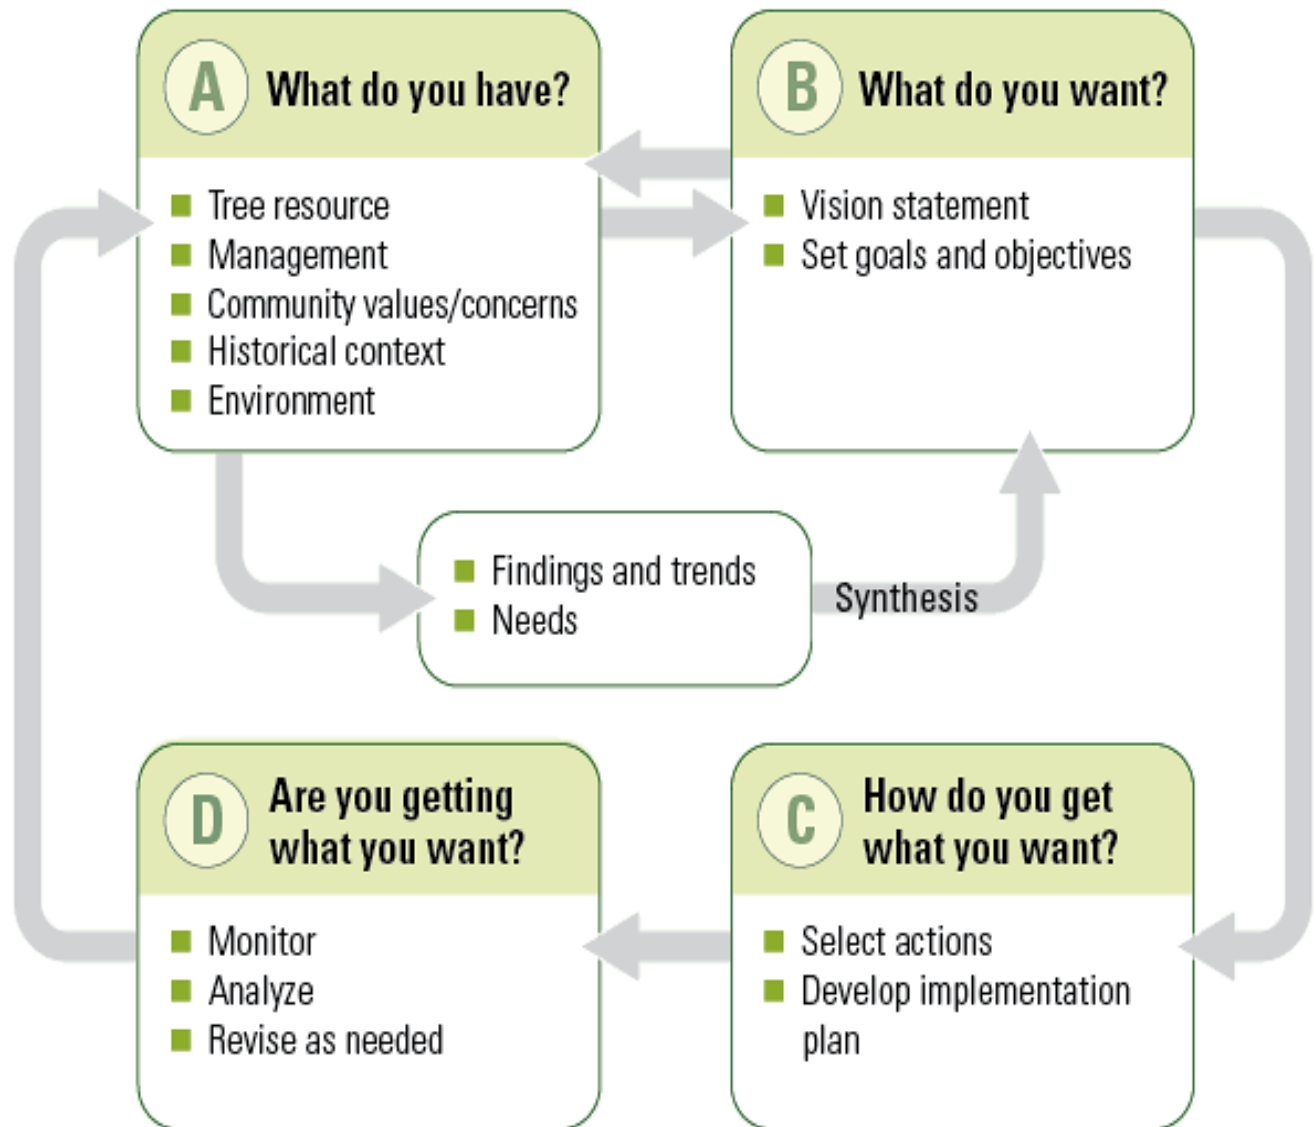 A What do you have?
Tree resource
Management
Community values/concerns
Historical context
Environment
B What do you want?
Vision statement
Set goals and objectives
Findings and trends
Needs
Synthesis
D Are you getting
what you want?
Monitor
Analyze
Revise as needed
C How do you get
what you want?
Select actions
Develop implementation
plan